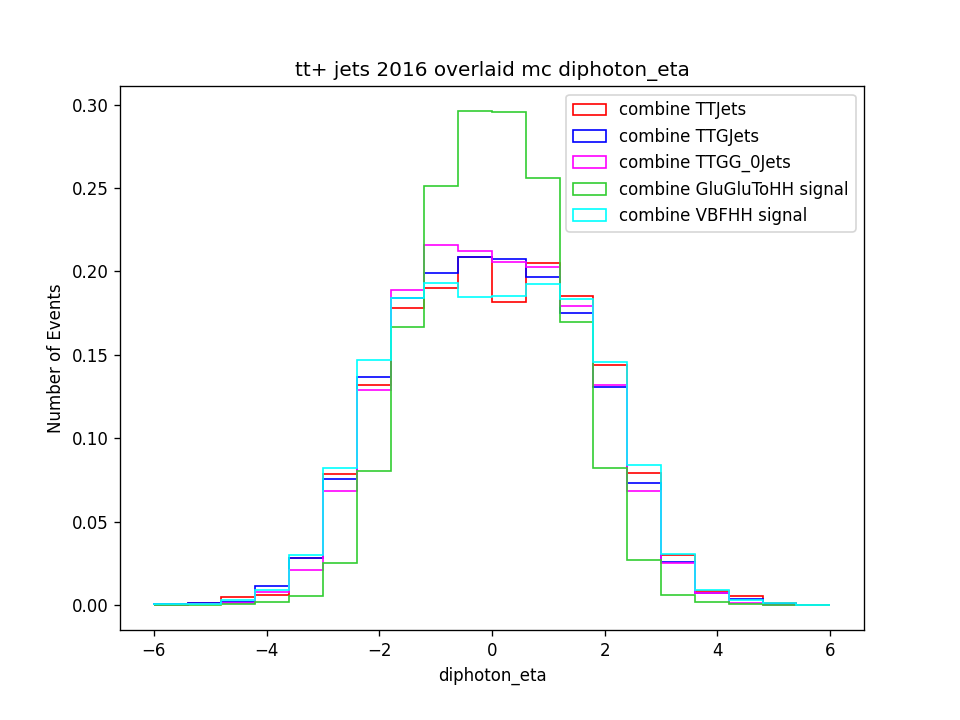 tt+ jets 2016 overlaid mc diphoton_eta
combine TTJets
combine TTGJets
combine TTGG_0Jets
combine GluGluToHH signal
combine VBFHH signal
Number of Events
0.30
0.25
0.20
0.15
0.10
0.05
0.00
−6 −4 −2 0 2 4 6
diphoton_eta